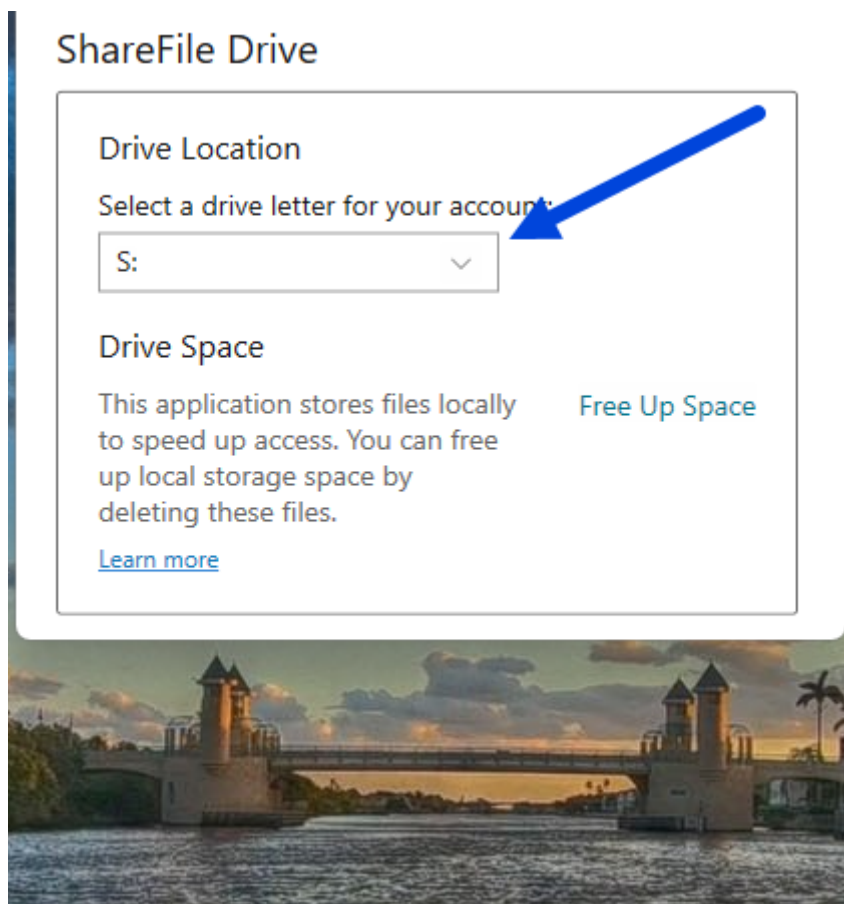 ShareFile Drive
Drive Location
Select a drive letter for your account:
S:
Drive Space
This application stores files locally
to speed up access. You can free
up local storage space by
deleting these files.
Free Up Space
Learn more